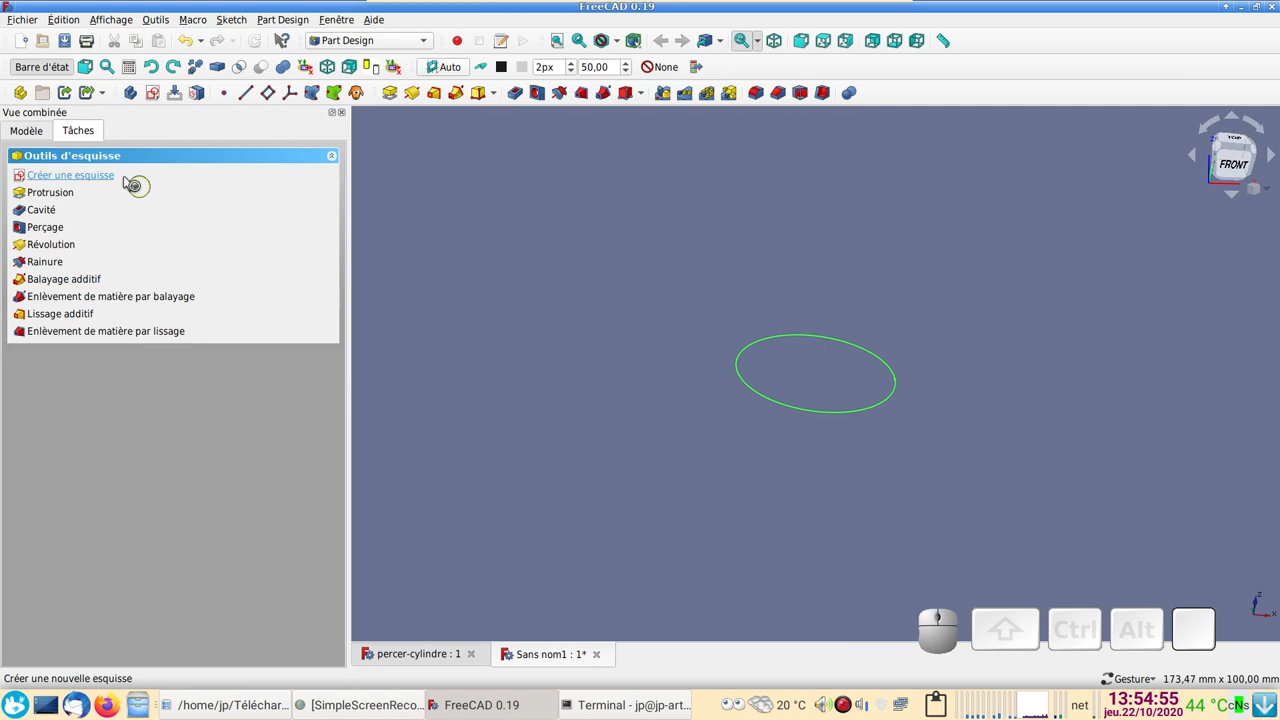 FreeCAD 0.19
Fichier Édition Affichage Outils Macro Sketch Part Design Fenêtre Aide
Part Design
Barre d'état Auto 2px 50,00 None
Vue combinée
Modèle Tâches
Outils d'esquisse
Créer une esquisse
Protrusion
Cavité
Perçage
Révolution
Rainure
Balayage additif
Enlèvement de matière par balayage
Lissage additif
Enlèvement de matière par lissage
TOP
FRONT
z
x
Ctrl Alt
percer-cylindre : 1 Sans nom1 : 1*
Créer une nouvelle esquisse Gesture 173,47 mm x 100,00 mm
/home/jp/Téléchar... [SimpleScreenReco... FreeCAD 0.19 Terminal - jp@jp-art... 20 °C net 13:54:55 44 °C
jeu.22/10/2020